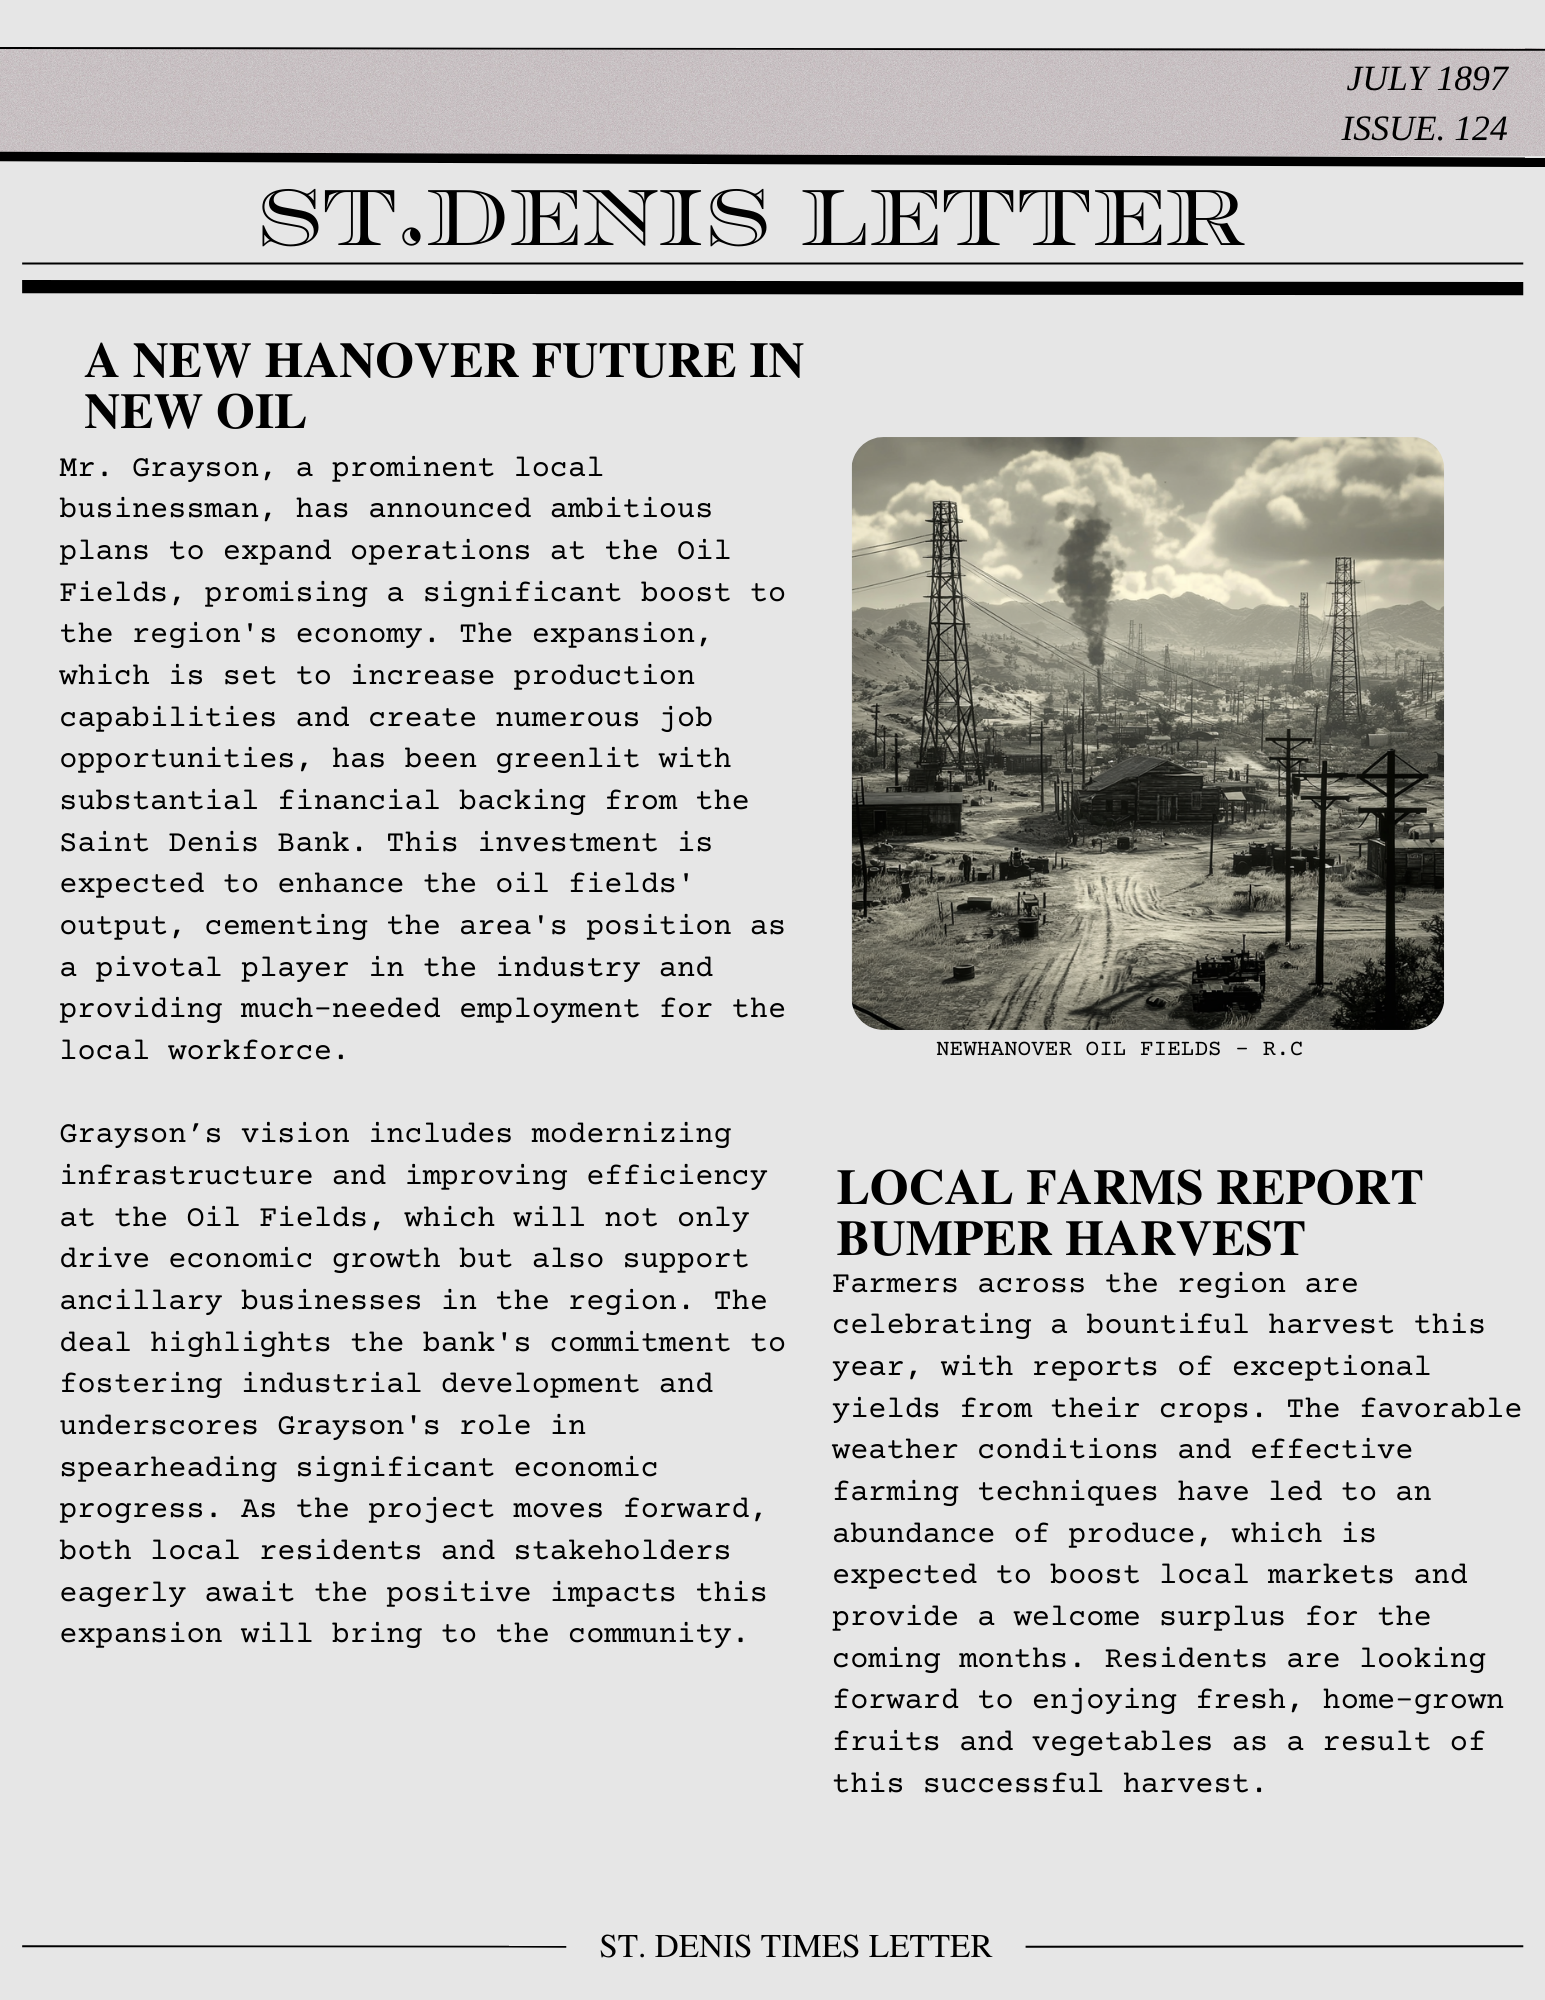 JULY 1897
ISSUE. 124
ST.DENIS LETTER
A NEW HANOVER FUTURE IN
NEW OIL
Mr. Grayson, a prominent local
businessman, has announced ambitious
plans to expand operations at the Oil
Fields, promising a significant boost to
the region's economy. The expansion,
which is set to increase production
capabilities and create numerous job
opportunities, has been greenlit with
substantial financial backing from the
Saint Denis Bank. This investment is
expected to enhance the oil fields'
output, cementing the area's position as
a pivotal player in the industry and
providing much-needed employment for the
local workforce.
Grayson’s vision includes modernizing
infrastructure and improving efficiency
at the Oil Fields, which will not only
drive economic growth but also support
ancillary businesses in the region. The
deal highlights the bank's commitment to
fostering industrial development and
underscores Grayson's role in
spearheading significant economic
progress. As the project moves forward,
both local residents and stakeholders
eagerly await the positive impacts this
expansion will bring to the community.
NEWHANOVER OIL FIELDS - R.C
LOCAL FARMS REPORT
BUMPER HARVEST
Farmers across the region are
celebrating a bountiful harvest this
year, with reports of exceptional
yields from their crops. The favorable
weather conditions and effective
farming techniques have led to an
abundance of produce, which is
expected to boost local markets and
provide a welcome surplus for the
coming months. Residents are looking
forward to enjoying fresh, home-grown
fruits and vegetables as a result of
this successful harvest.
ST. DENIS TIMES LETTER